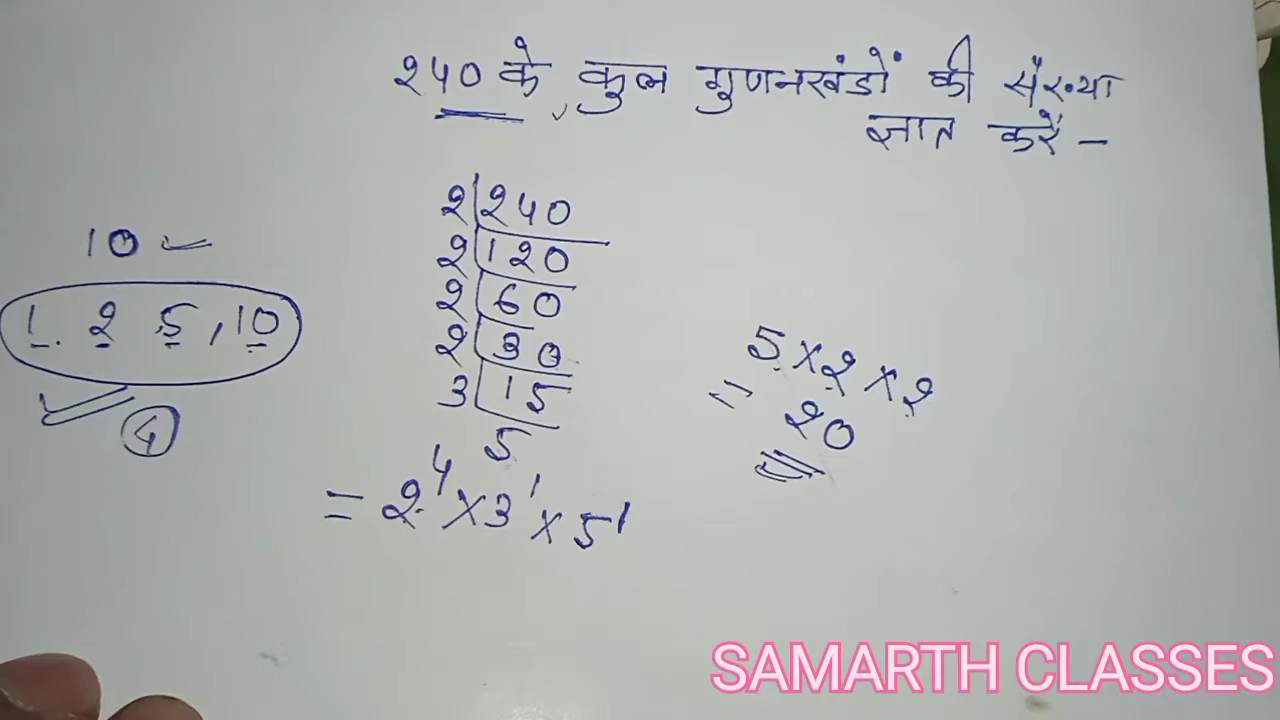 240 के कुल गुणनखंडों की संख्या
ज्ञात करें -
10
1. 2 5, 10
4
2 | 240
2 | 120
2 | 60
2 | 30
3 | 15
5
= 2⁴ × 3¹ × 5¹
5 × 2 × 2
= 20
SAMARTH CLASSES